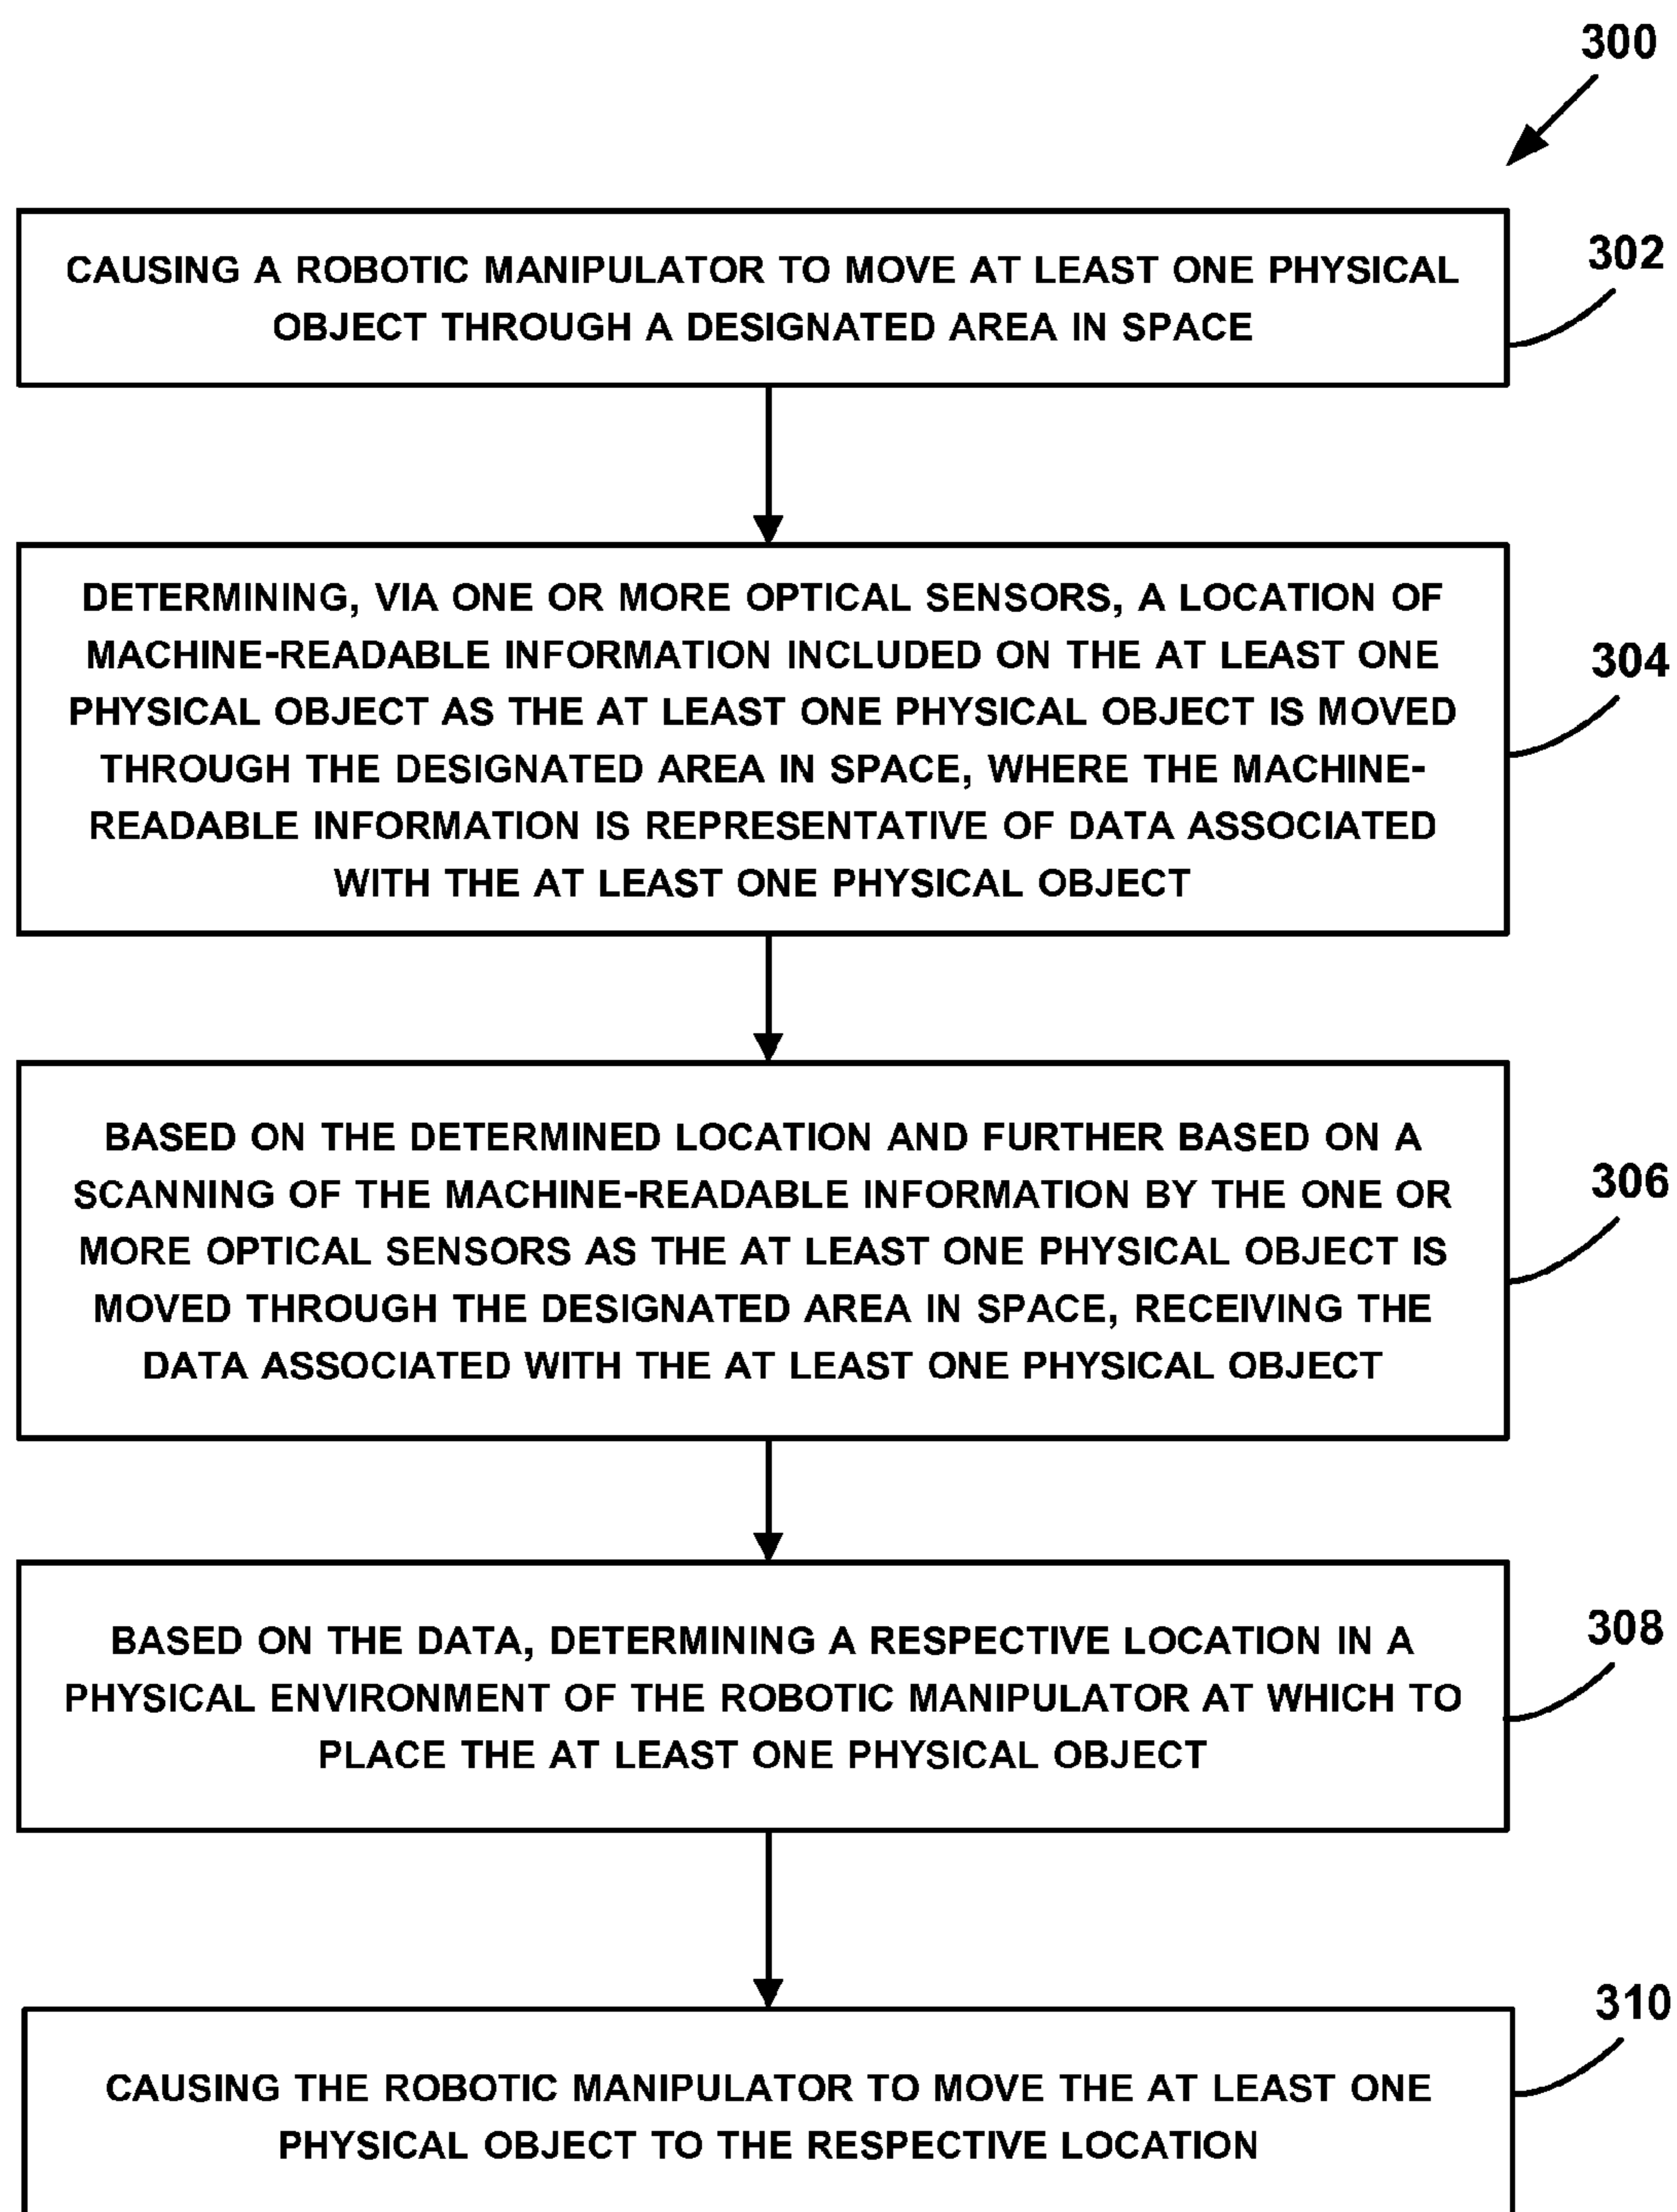 300
302
CAUSING A ROBOTIC MANIPULATOR TO MOVE AT LEAST ONE PHYSICAL
OBJECT THROUGH A DESIGNATED AREA IN SPACE
304
DETERMINING, VIA ONE OR MORE OPTICAL SENSORS, A LOCATION OF
MACHINE-READABLE INFORMATION INCLUDED ON THE AT LEAST ONE
PHYSICAL OBJECT AS THE AT LEAST ONE PHYSICAL OBJECT IS MOVED
THROUGH THE DESIGNATED AREA IN SPACE, WHERE THE MACHINE-
READABLE INFORMATION IS REPRESENTATIVE OF DATA ASSOCIATED
WITH THE AT LEAST ONE PHYSICAL OBJECT
306
BASED ON THE DETERMINED LOCATION AND FURTHER BASED ON A
SCANNING OF THE MACHINE-READABLE INFORMATION BY THE ONE OR
MORE OPTICAL SENSORS AS THE AT LEAST ONE PHYSICAL OBJECT IS
MOVED THROUGH THE DESIGNATED AREA IN SPACE, RECEIVING THE
DATA ASSOCIATED WITH THE AT LEAST ONE PHYSICAL OBJECT
308
BASED ON THE DATA, DETERMINING A RESPECTIVE LOCATION IN A
PHYSICAL ENVIRONMENT OF THE ROBOTIC MANIPULATOR AT WHICH TO
PLACE THE AT LEAST ONE PHYSICAL OBJECT
310
CAUSING THE ROBOTIC MANIPULATOR TO MOVE THE AT LEAST ONE
PHYSICAL OBJECT TO THE RESPECTIVE LOCATION